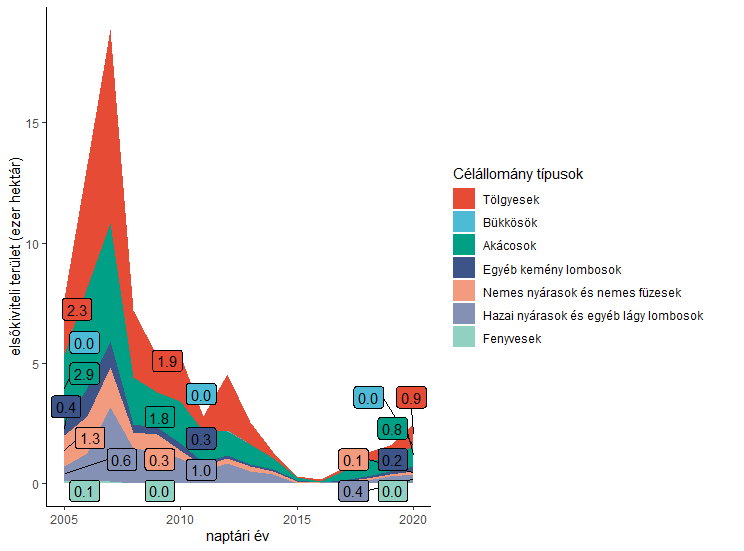 15
10
5
0
2.3
0.0
2.9
0.4
1.3
0.6
0.1
1.9
1.8
0.3
0.0
0.0
0.3
1.0
0.0
0.9
0.8
0.1
0.2
0.4
0.0
2005
2010
2015
2020
naptári év
elsőkiviteli terület (ezer hektár)
Célállomány típusok
Tölgyesek
Bükkösök
Akácosok
Egyéb kemény lombosok
Nemes nyárasok és nemes füzesek
Hazai nyárasok és egyéb lágy lombosok
Fenyvesek